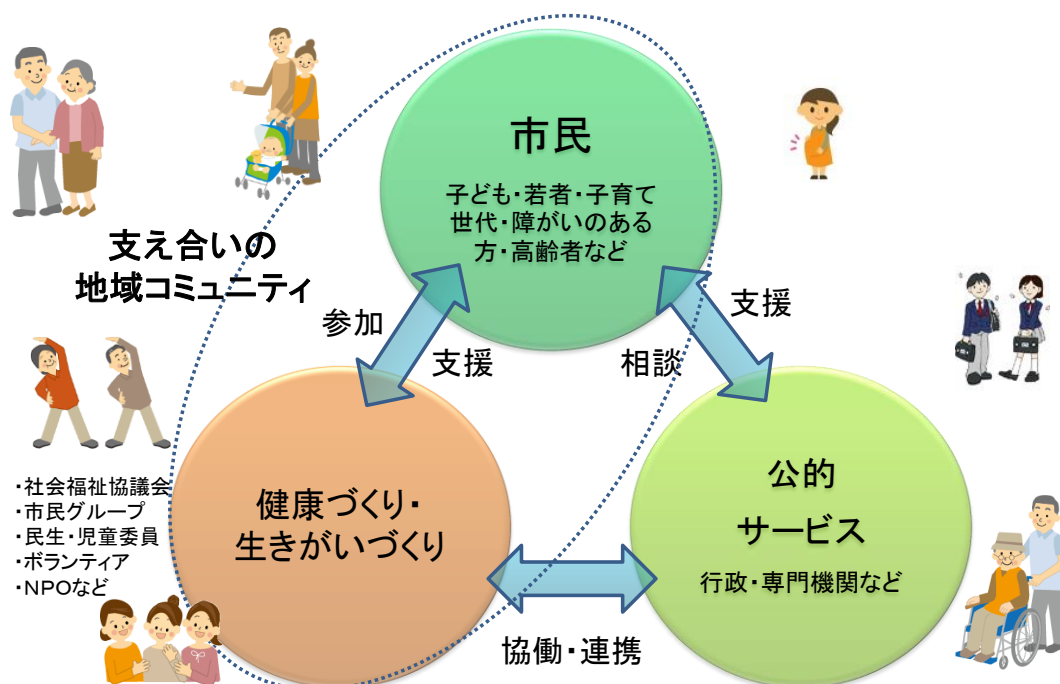 市民
子ども・若者・子育て
世代・障がいのある
方・高齢者など
支え合いの
地域コミュニティ
参加
支援
相談
支援
・社会福祉協議会
・市民グループ
・民生・児童委員
・ボランティア
・NPOなど
健康づくり・
生きがいづくり
公的
サービス
行政・専門機関など
協働・連携